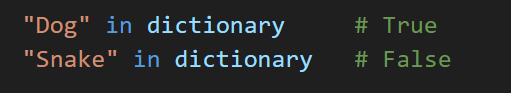 "Dog" in dictionary     # True
"Snake" in dictionary   # False